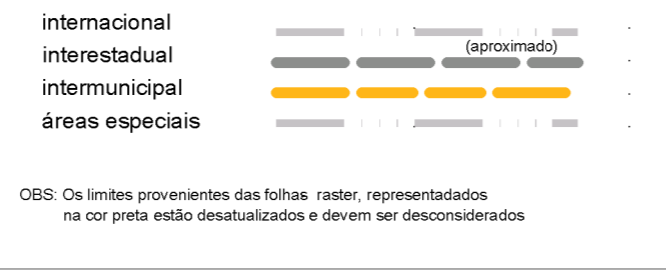 internacional
(aproximado)
interestadual
intermunicipal
áreas especiais
OBS: Os limites provenientes das folhas raster, representadados
na cor preta estão desatualizados e devem ser desconsiderados